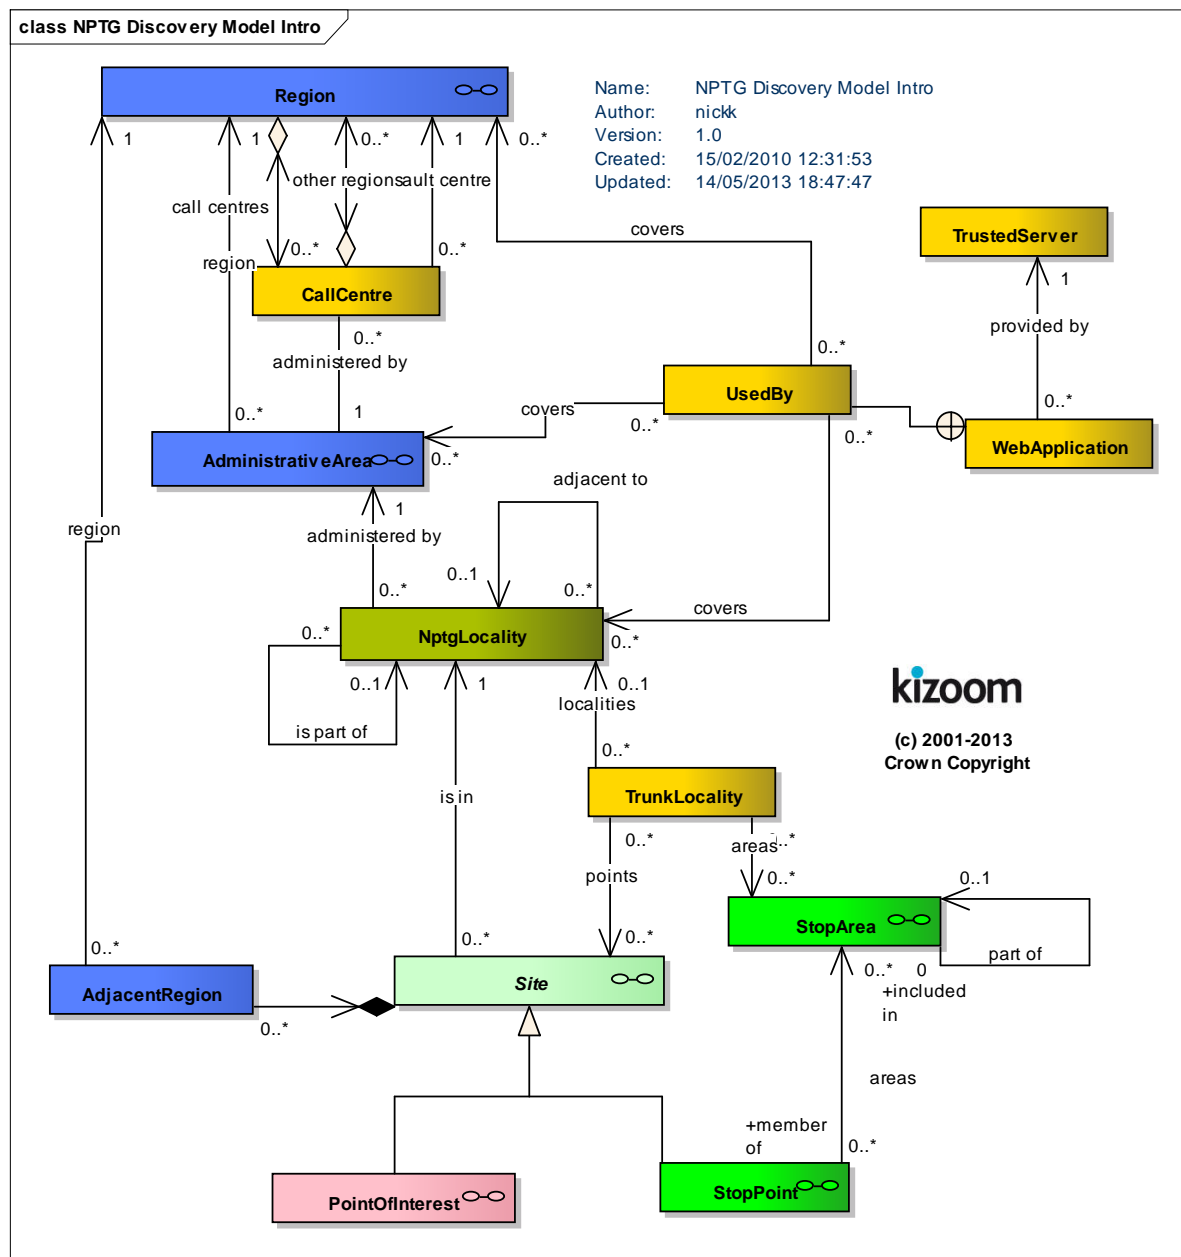 class NPTG Discovery Model Intro
Region
Name: NPTG Discovery Model Intro
Author: nickk
Version: 1.0
Created: 15/02/2010 12:31:53
Updated: 14/05/2013 18:47:47
1
1
0..*
1
0..*
other regions
ault centre
call centres
TrustedServer
covers
0..*
0..*
region
CallCentre
1
0..*
provided by
administered by
0..*
UsedBy
0..*
covers
0..*
0..*
1
0..*
WebApplication
AdministrativeArea
0..*
adjacent to
1
region
administered by
0..1
0..*
0..*
covers
0..*
NptgLocality
0..*
0..1
1
0..1
localities
is part of
kizoom
(c) 2001-2013
Crown Copyright
0..*
is in
TrunkLocality
0..*
0..*
areas
points
0..*
0..1
StopArea
0..*
0..*
0..*
part of
0..*
0
Site
+included
in
AdjacentRegion
0..*
areas
+member
of
0..*
PointOfInterest
StopPoint